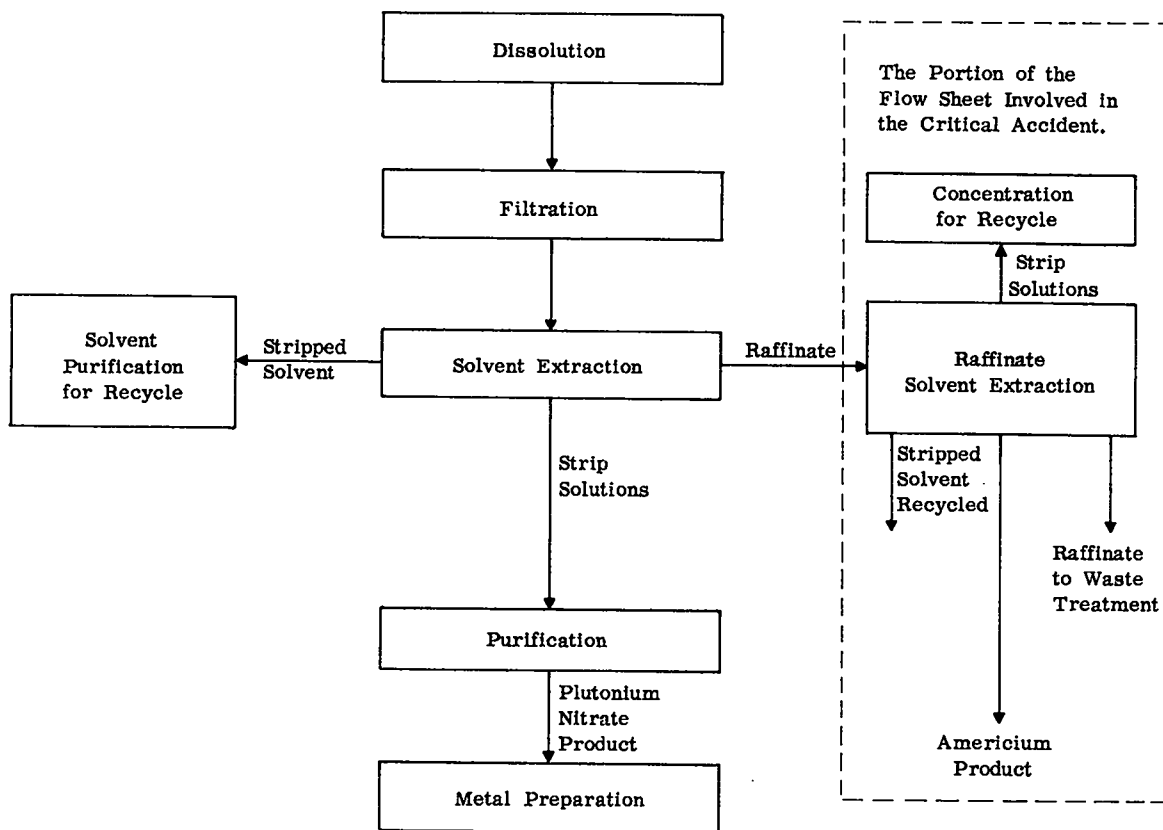 Dissolution
Filtration
Solvent
Purification
for Recycle
Stripped
Solvent
Solvent Extraction
Raffinate
Strip
Solutions
Purification
Plutonium
Nitrate
Product
Metal Preparation
The Portion of the
Flow Sheet Involved in
the Critical Accident.
Concentration
for Recycle
Strip
Solutions
Raffinate
Solvent Extraction
Stripped
Solvent
Recycled
Raffinate
to Waste
Treatment
Americium
Product